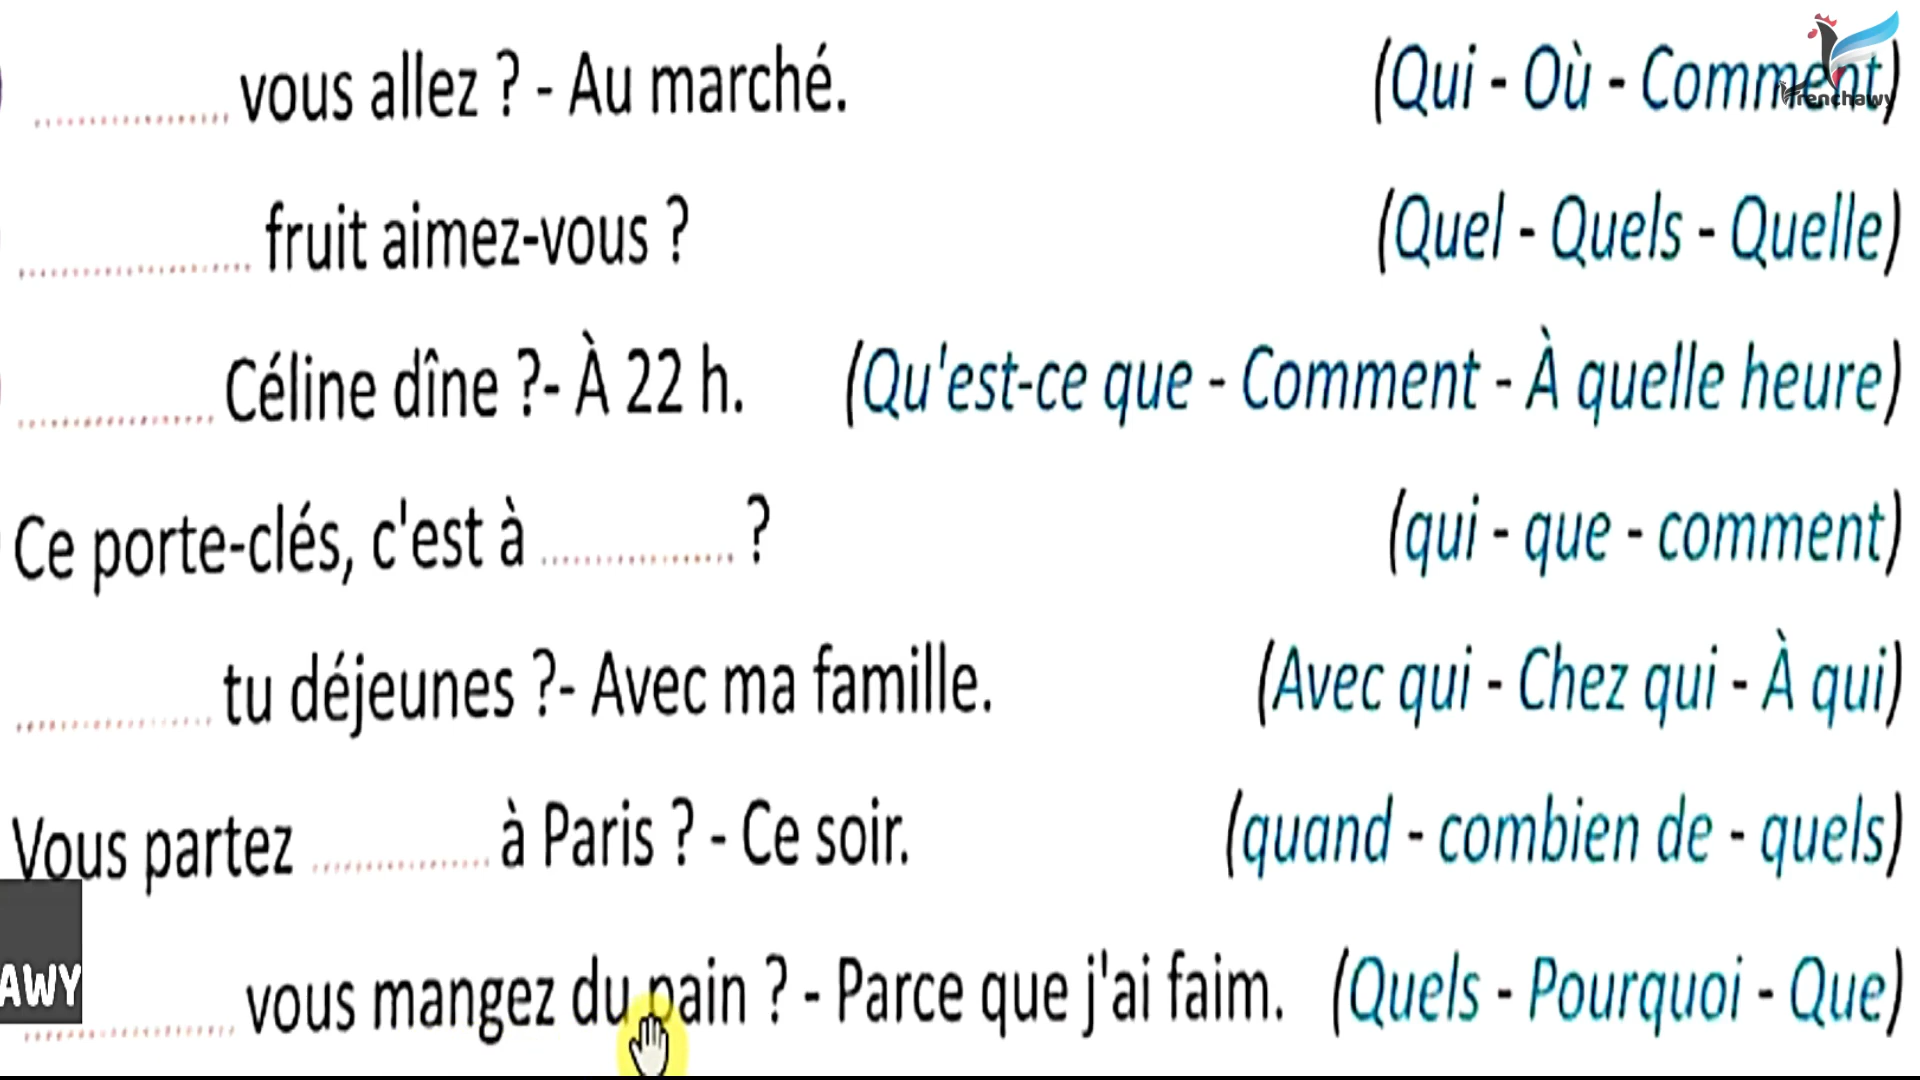 ............ vous allez ? - Au marché. (Qui - Où - Comment)
Frenchawy
............ fruit aimez-vous ? (Quel - Quels - Quelle)
............ Céline dîne ?- À 22 h. (Qu'est-ce que - Comment - À quelle heure)
Ce porte-clés, c'est à ............ ? (qui - que - comment)
............ tu déjeunes ?- Avec ma famille. (Avec qui - Chez qui - À qui)
Vous partez ............ à Paris ? - Ce soir. (quand - combien de - quels)
AWY
............ vous mangez du pain ? - Parce que j'ai faim. (Quels - Pourquoi - Que)